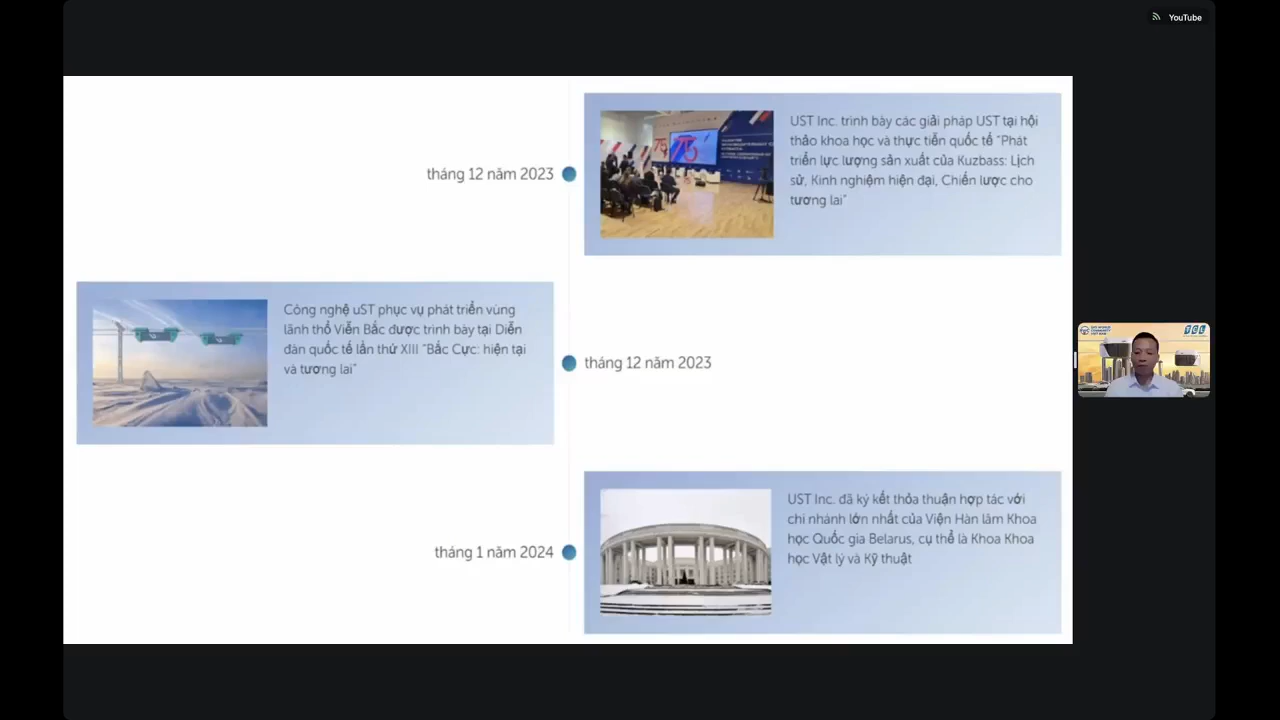 YouTube
tháng 12 năm 2023
UST Inc. trình bày các giải pháp UST tại hội
thảo khoa học và thực tiễn quốc tế "Phát
triển lực lượng sản xuất của Kuzbass: Lịch
sử, Kinh nghiệm hiện đại, Chiến lược cho
tương lai"
75
75
Công nghệ uST phục vụ phát triển vùng
lãnh thổ Viễn Bắc được trình bày tại Diễn
đàn quốc tế lần thứ XIII "Bắc Cực: hiện tại
và tương lai"
tháng 12 năm 2023
tháng 1 năm 2024
UST Inc. đã ký kết thỏa thuận hợp tác với
chi nhánh lớn nhất của Viện Hàn lâm Khoa
học Quốc gia Belarus, cụ thể là Khoa Khoa
học Vật lý và Kỹ thuật